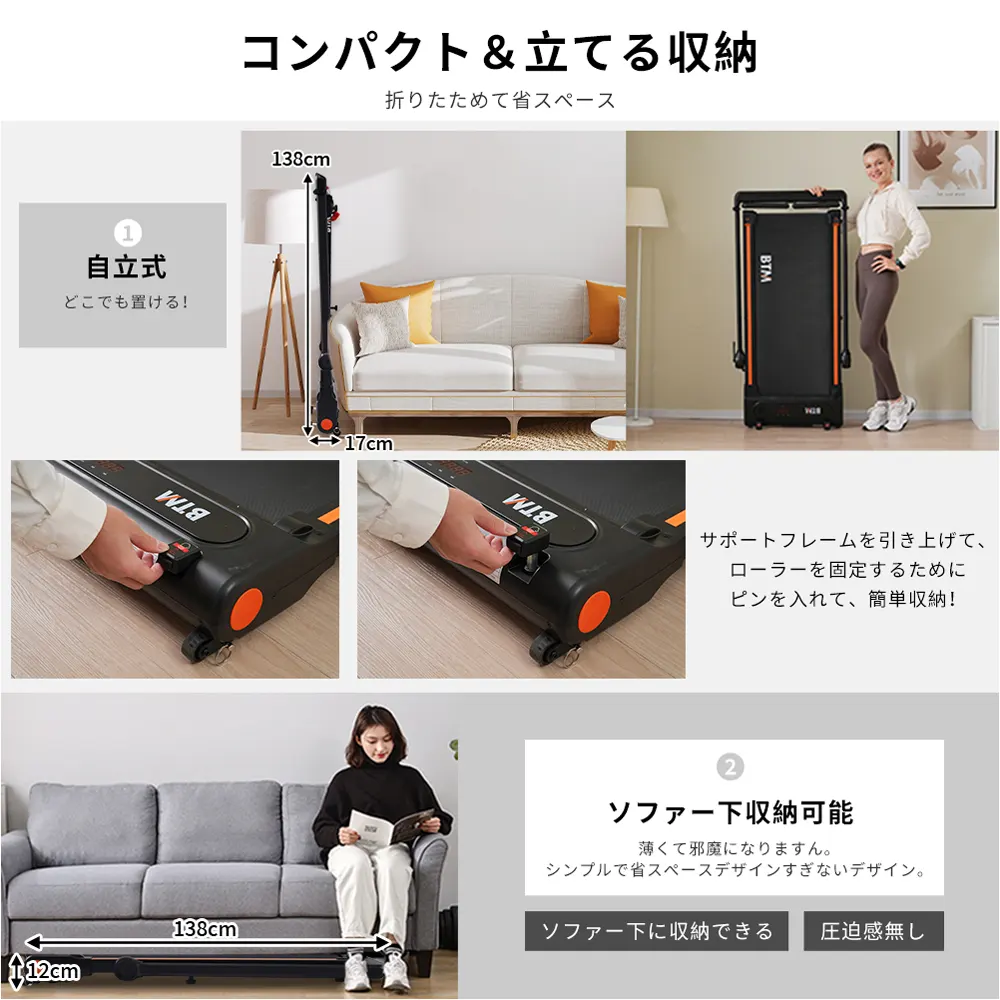 コンパクト＆立てる収納
折りたためて省スペース
1
自立式
どこでも置ける！
138cm
17cm
BTM
BTM
BTM
BTM
サポートフレームを引き上げて、
ローラーを固定するために
ピンを入れて、簡単収納！
138cm
12cm
2
ソファー下収納可能
薄くて邪魔になりますん。
シンプルで省スペースデザインすぎないデザイン。
ソファー下に収納できる
圧迫感無し